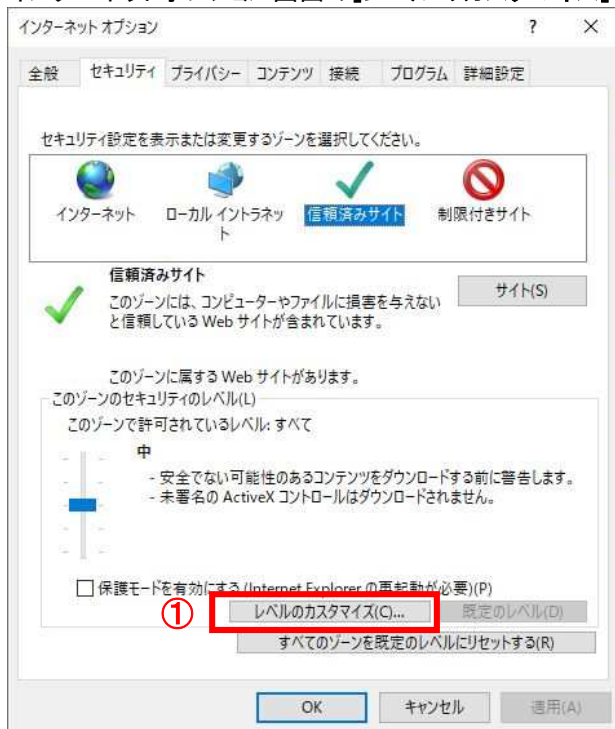 インターネット オプション ? ×
全般 セキュリティ プライバシー コンテンツ 接続 プログラム 詳細設定
セキュリティ設定を表示または変更するゾーンを選択してください。
インターネット ローカル イントラネット 信頼済みサイト 制限付きサイト
信頼済みサイト
サイト(S)
このゾーンには、コンピューターやファイルに損害を与えない
と信頼している Web サイトが含まれています。
このゾーンに属する Web サイトがあります。
このゾーンのセキュリティのレベル(L)
このゾーンで許可されているレベル: すべて
中
- 安全でない可能性のあるコンテンツをダウンロードする前に警告します。
- 未署名の ActiveX コントロールはダウンロードされません。
保護モードを有効にする (Internet Explorer の再起動が必要)(P)
① レベルのカスタマイズ(C)... 既定のレベル(D)
すべてのゾーンを既定のレベルにリセットする(R)
OK キャンセル 適用(A)